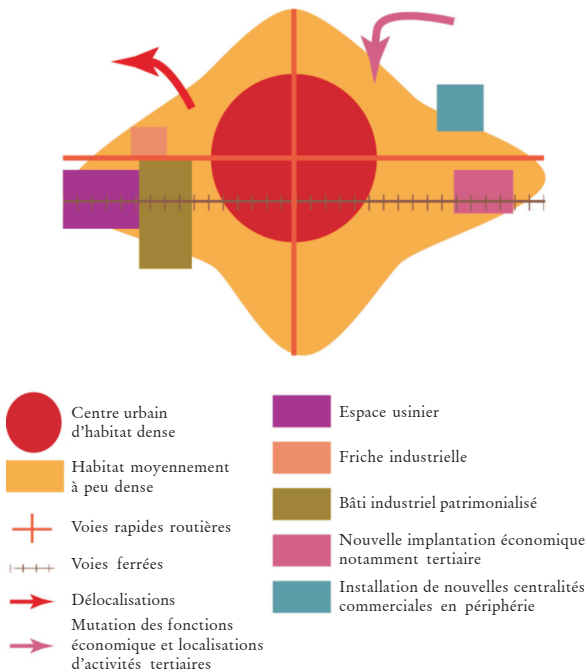 Centre urbain
d'habitat dense
Habitat moyennement
à peu dense
Voies rapides routières
Voies ferrées
Délocalisations
Mutation des fonctions
économique et localisations
d'activités tertiaires
Espace usinier
Friche industrielle
Bâti industriel patrimonialisé
Nouvelle implantation économique
notamment tertiaire
Installation de nouvelles centralités
commerciales en périphérie